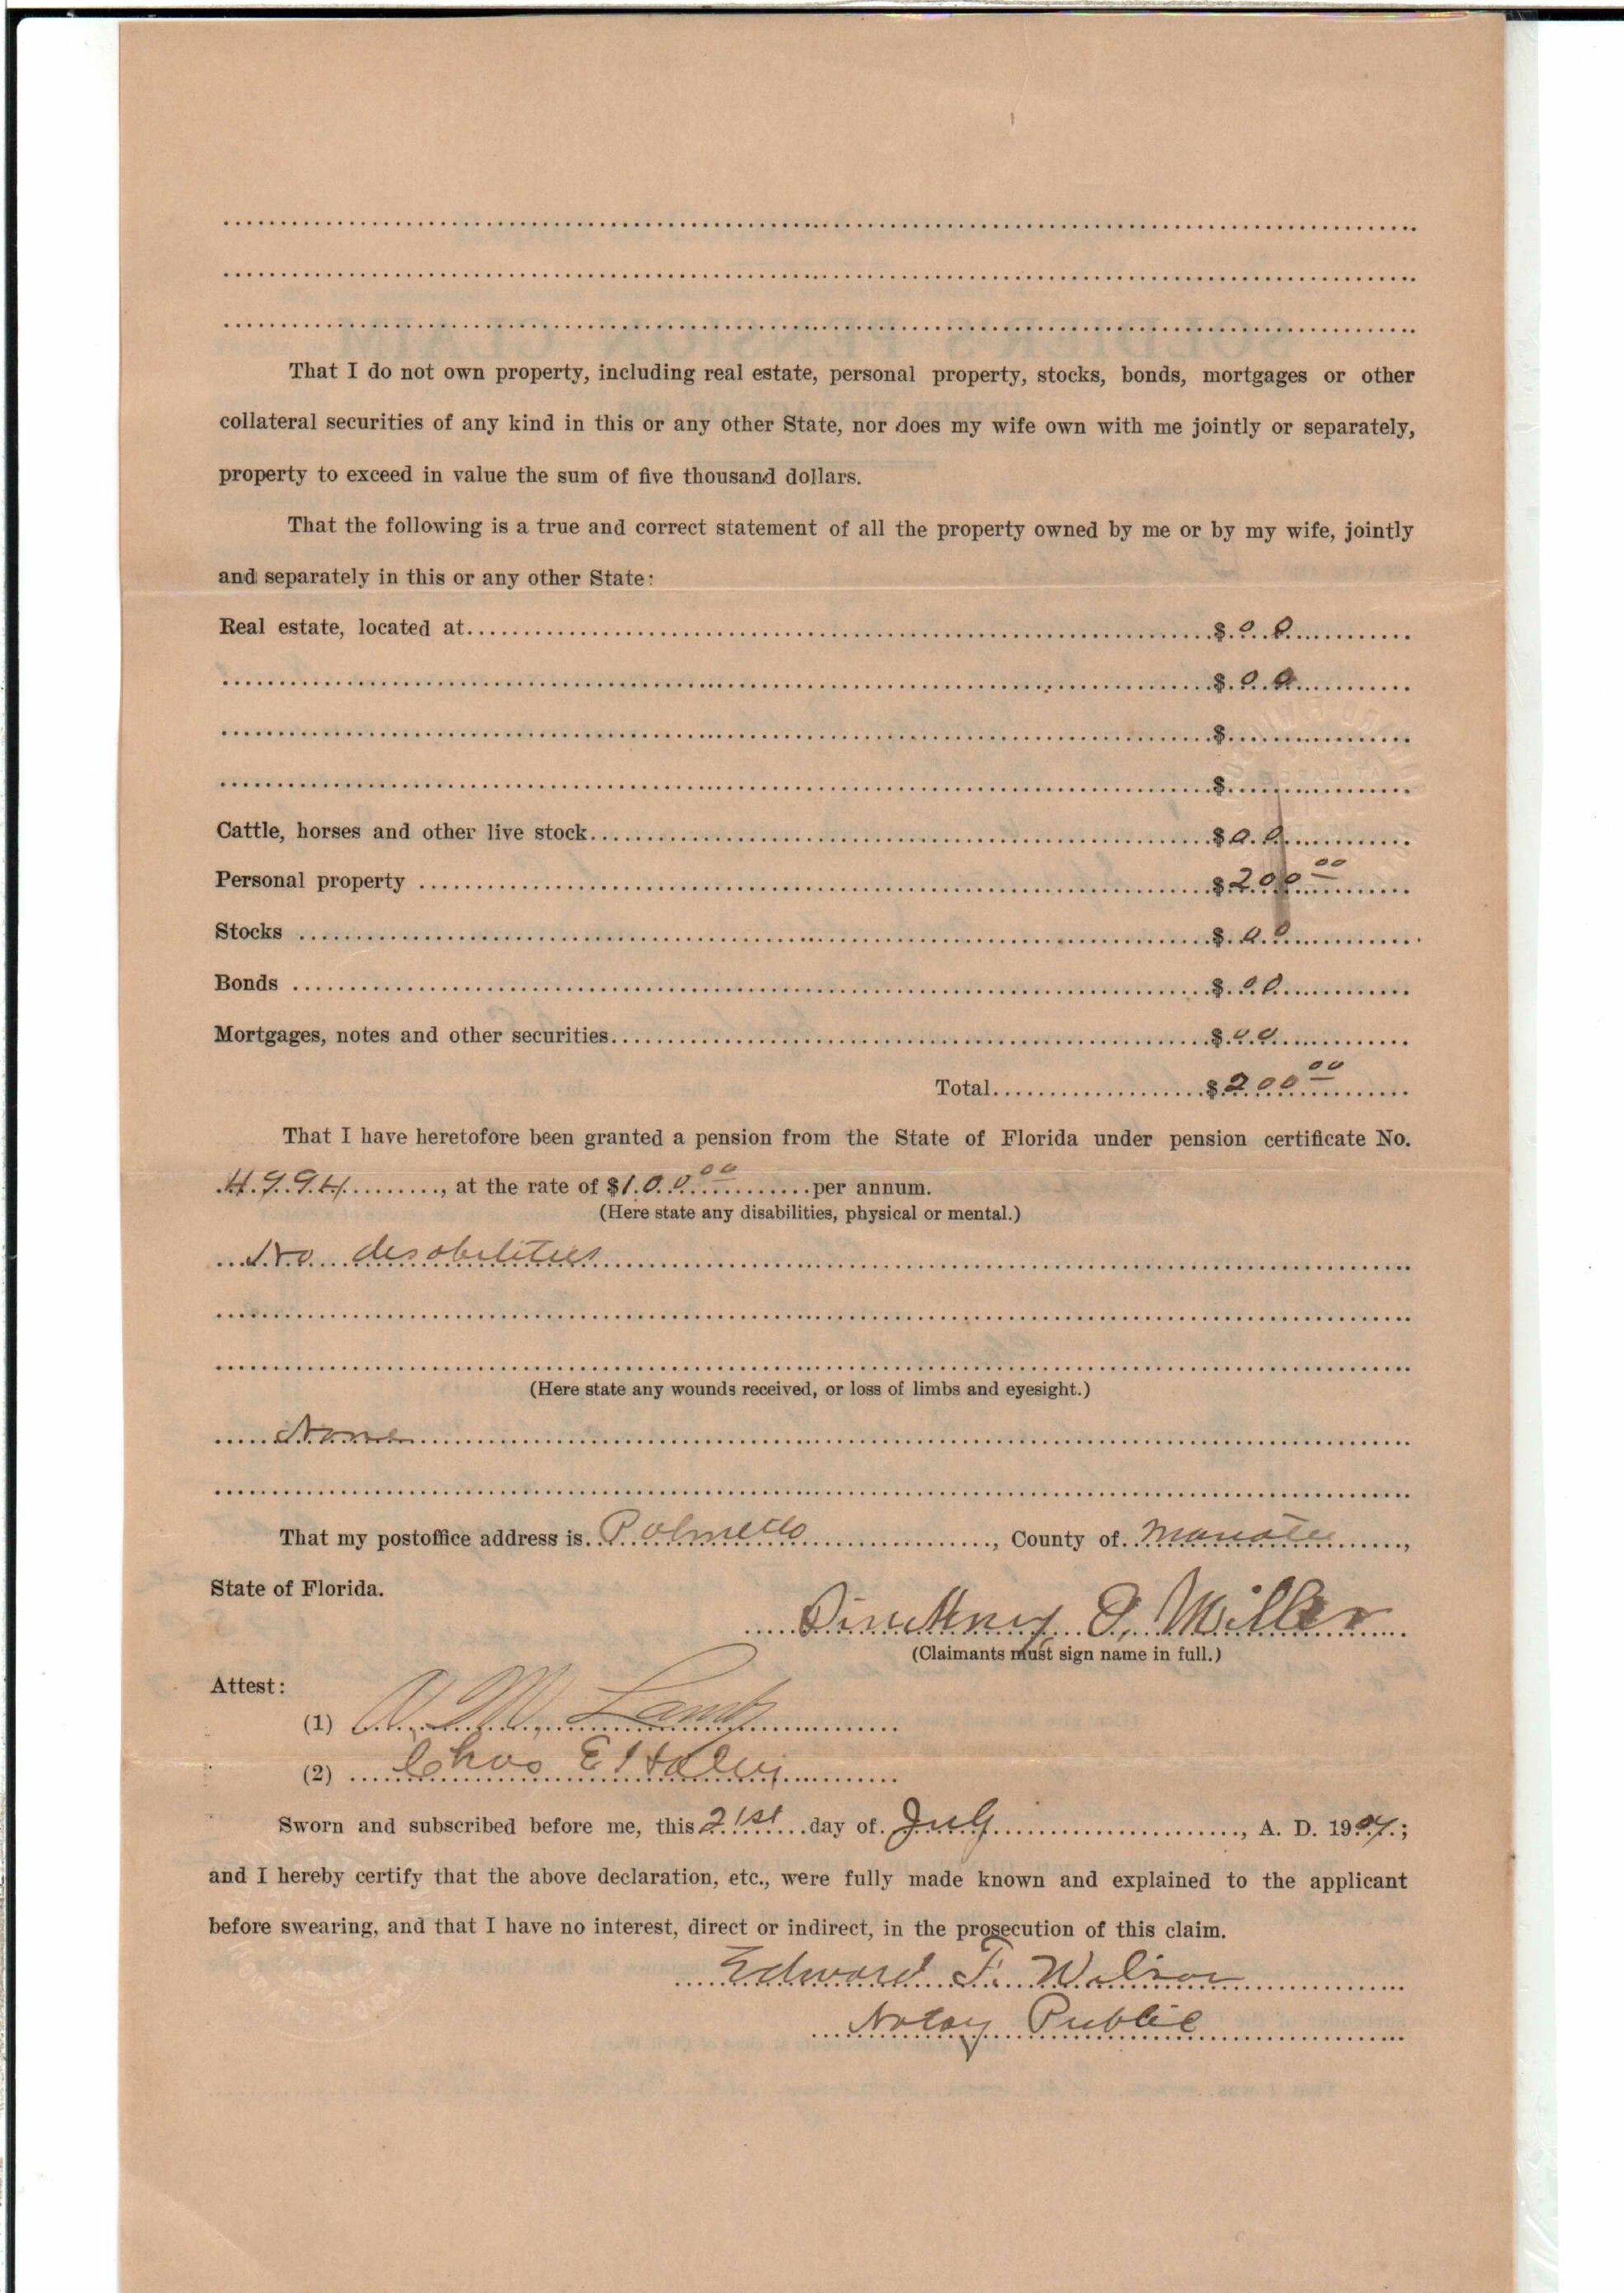 That I do not own property, including real estate, personal property, stocks, bonds, mortgages or other
collateral securities of any kind in this or any other State, nor does my wife own with me jointly or separately,
property to exceed in value the sum of five thousand dollars.
That the following is a true and correct statement of all the property owned by me or by my wife, jointly
and separately in this or any other State:
Real estate, located at $ 0 0
$ 0 0
$
$
Cattle, horses and other live stock $ 0 0
Personal property $ 200 00
Stocks $ 0 0
Bonds $ 0 0
Mortgages, notes and other securities $ 0 0
Total $ 200 00
That I have heretofore been granted a pension from the State of Florida under pension certificate No.
4994, at the rate of $100 00 per annum.
(Here state any disabilities, physical or mental.)
No disabilities
(Here state any wounds received, or loss of limbs and eyesight.)
None
That my postoffice address is Palmetto, County of Manatee,
State of Florida.
Pinckney Miller
(Claimants must sign name in full.)
Attest:
(1) M Lamb
(2) Chas E
Sworn and subscribed before me, this 21st day of July, A. D. 19;
and I hereby certify that the above declaration, etc., were fully made known and explained to the applicant
before swearing, and that I have no interest, direct or indirect, in the prosecution of this claim.
Edward F. Wilson
Notay Public
SOLDIER'S PENSION CLAIM